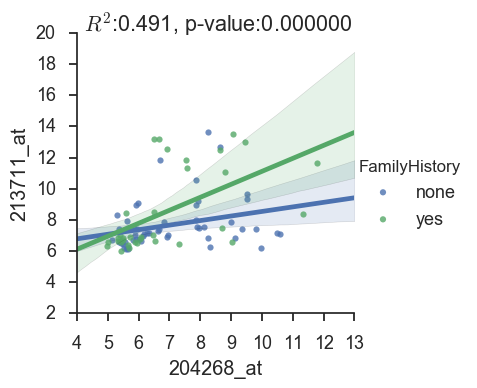 R²:0.491, p-value:0.000000
20
18
16
14
12
10
8
6
4
2
213711_at
4 5 6 7 8 9 10 11 12 13
204268_at
FamilyHistory
none
yes